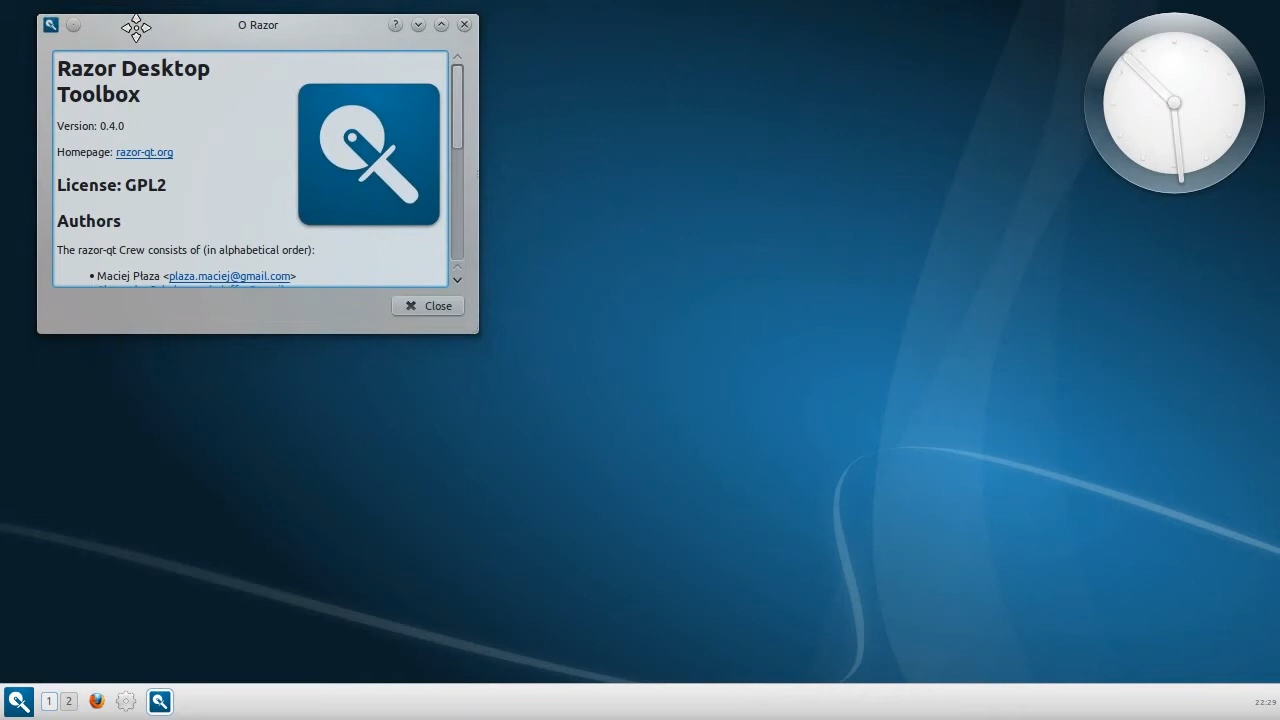 O Razor
?
Razor Desktop
Toolbox
Version: 0.4.0
Homepage: razor-qt.org
License: GPL2
Authors
The razor-qt Crew consists of (in alphabetical order):
• Maciej Płaza <plaza.maciej@gmail.com>
Close
1 2
22:29